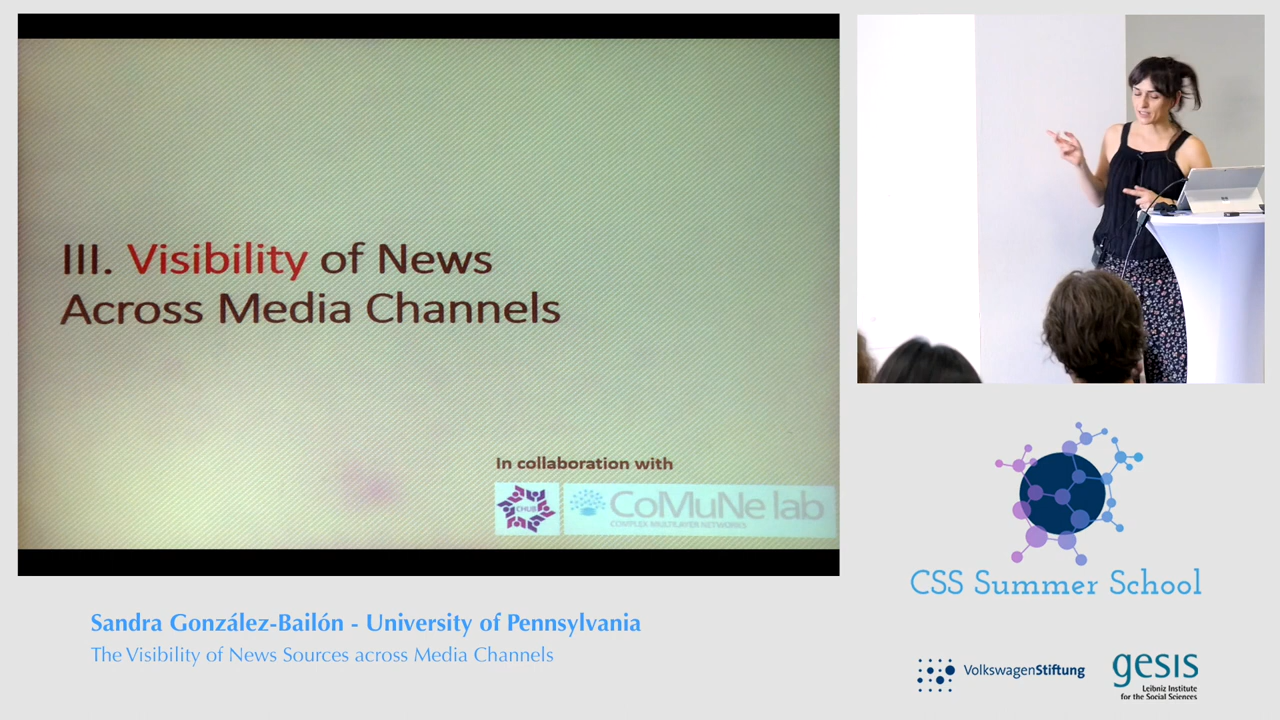 III. Visibility of News
Across Media Channels
In collaboration with
CHUB
CoMuNe lab
COMPLEX MULTILAYER NETWORKS
Sandra González-Bailón - University of Pennsylvania
The Visibility of News Sources across Media Channels
CSS Summer School
VolkswagenStiftung
gesis
Leibniz Institute
for the Social Sciences